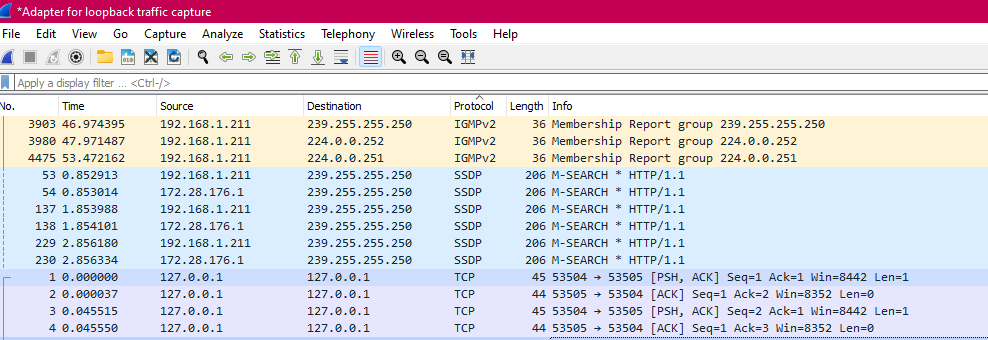 *Adapter for loopback traffic capture
File Edit View Go Capture Analyze Statistics Telephony Wireless Tools Help
Apply a display filter ... <Ctrl-/>
No. Time Source Destination Protocol Length Info
3903 46.974395 192.168.1.211 239.255.255.250 IGMPv2 36 Membership Report group 239.255.255.250
3980 47.971487 192.168.1.211 224.0.0.252 IGMPv2 36 Membership Report group 224.0.0.252
4475 53.472162 192.168.1.211 224.0.0.251 IGMPv2 36 Membership Report group 224.0.0.251
53 0.852913 192.168.1.211 239.255.255.250 SSDP 206 M-SEARCH * HTTP/1.1
54 0.853014 172.28.176.1 239.255.255.250 SSDP 206 M-SEARCH * HTTP/1.1
137 1.853988 192.168.1.211 239.255.255.250 SSDP 206 M-SEARCH * HTTP/1.1
138 1.854101 172.28.176.1 239.255.255.250 SSDP 206 M-SEARCH * HTTP/1.1
229 2.856180 192.168.1.211 239.255.255.250 SSDP 206 M-SEARCH * HTTP/1.1
230 2.856334 172.28.176.1 239.255.255.250 SSDP 206 M-SEARCH * HTTP/1.1
1 0.000000 127.0.0.1 127.0.0.1 TCP 45 53504 → 53505 [PSH, ACK] Seq=1 Ack=1 Win=8442 Len=1
2 0.000037 127.0.0.1 127.0.0.1 TCP 44 53505 → 53504 [ACK] Seq=1 Ack=2 Win=8352 Len=0
3 0.045515 127.0.0.1 127.0.0.1 TCP 45 53504 → 53505 [PSH, ACK] Seq=2 Ack=1 Win=8442 Len=1
4 0.045550 127.0.0.1 127.0.0.1 TCP 44 53505 → 53504 [ACK] Seq=1 Ack=3 Win=8352 Len=0